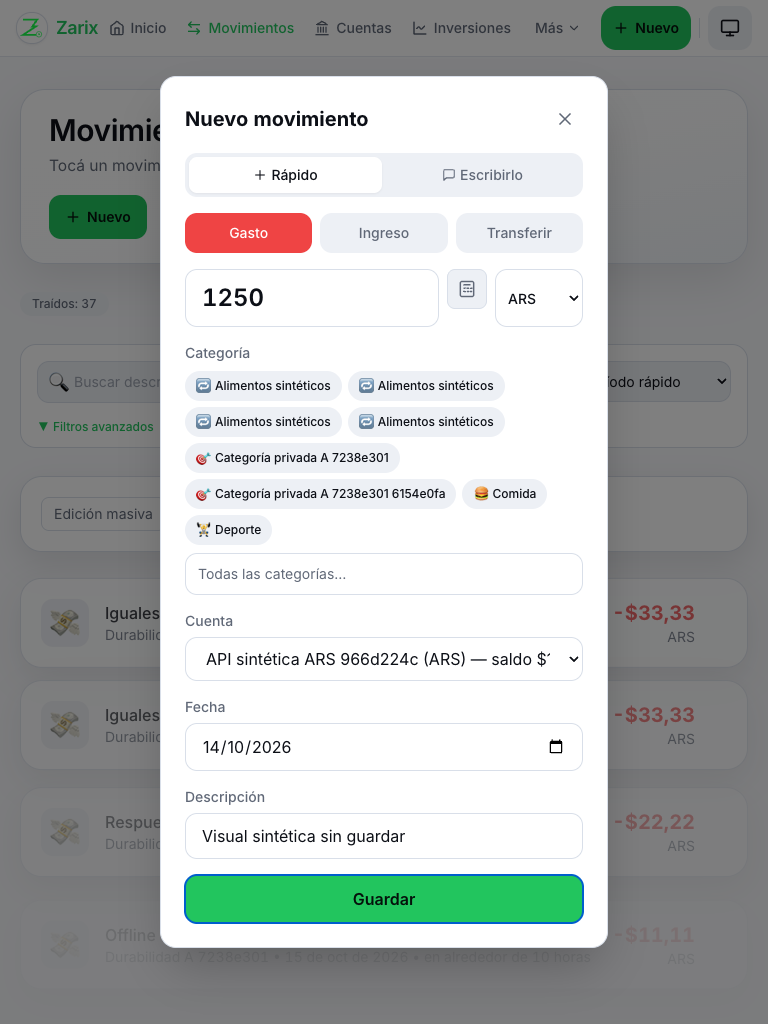 Zarix Inicio Movimientos Cuentas Inversiones Más Nuevo
Movimie
Tocá un movim
Nuevo
Traídos: 37
Buscar descr
Todo rápido
▼ Filtros avanzados
Edición masiva
Nuevo movimiento
Rápido Escribirlo
Gasto Ingreso Transferir
1250 ARS
Categoría
Alimentos sintéticos Alimentos sintéticos
Alimentos sintéticos Alimentos sintéticos
Categoría privada A 7238e301
Categoría privada A 7238e301 6154e0fa Comida
Deporte
Todas las categorías...
Cuenta
API sintética ARS 966d224c (ARS) — saldo $
Fecha
14/10/2026
Descripción
Visual sintética sin guardar
Guardar
Iguales -$33,33
Durabilid ARS
Iguales -$33,33
Durabilid ARS
Respue -$22,22
Durabilid ARS
Offline -$11,11
Durabilidad A 7238e301 • 15 de oct de 2026 • en alrededor de 10 horas ARS